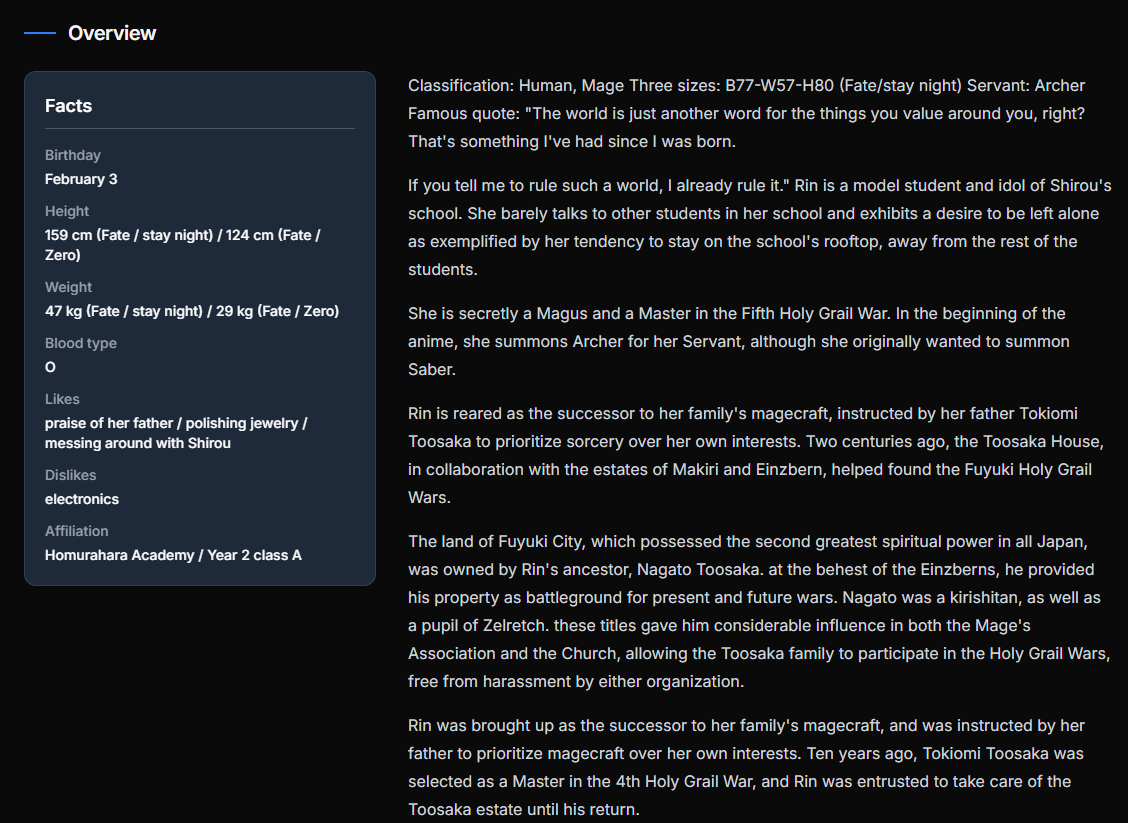 Overview
Facts
Birthday
February 3
Height
159 cm (Fate / stay night) / 124 cm (Fate /
Zero)
Weight
47 kg (Fate / stay night) / 29 kg (Fate / Zero)
Blood type
O
Likes
praise of her father / polishing jewelry /
messing around with Shirou
Dislikes
electronics
Affiliation
Homurahara Academy / Year 2 class A
Classification: Human, Mage Three sizes: B77-W57-H80 (Fate/stay night) Servant: Archer
Famous quote: "The world is just another word for the things you value around you, right?
That's something I've had since I was born.
If you tell me to rule such a world, I already rule it." Rin is a model student and idol of Shirou's
school. She barely talks to other students in her school and exhibits a desire to be left alone
as exemplified by her tendency to stay on the school's rooftop, away from the rest of the
students.
She is secretly a Magus and a Master in the Fifth Holy Grail War. In the beginning of the
anime, she summons Archer for her Servant, although she originally wanted to summon
Saber.
Rin is reared as the successor to her family's magecraft, instructed by her father Tokiomi
Toosaka to prioritize sorcery over her own interests. Two centuries ago, the Toosaka House,
in collaboration with the estates of Makiri and Einzbern, helped found the Fuyuki Holy Grail
Wars.
The land of Fuyuki City, which possessed the second greatest spiritual power in all Japan,
was owned by Rin's ancestor, Nagato Toosaka. at the behest of the Einzberns, he provided
his property as battleground for present and future wars. Nagato was a kirishitan, as well as
a pupil of Zelretch. these titles gave him considerable influence in both the Mage's
Association and the Church, allowing the Toosaka family to participate in the Holy Grail Wars,
free from harassment by either organization.
Rin was brought up as the successor to her family's magecraft, and was instructed by her
father to prioritize magecraft over her own interests. Ten years ago, Tokiomi Toosaka was
selected as a Master in the 4th Holy Grail War, and Rin was entrusted to take care of the
Toosaka estate until his return.